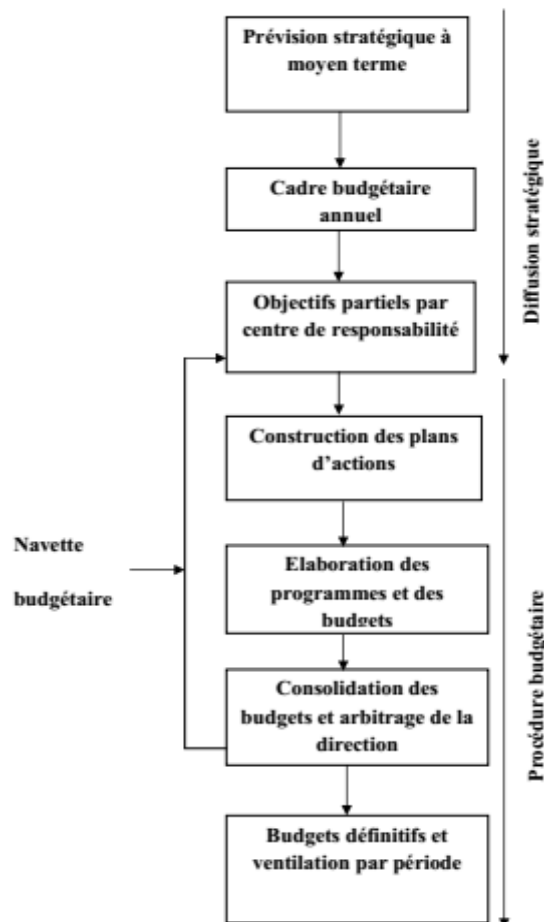 Prévision stratégique à
moyen terme
Cadre budgétaire
annuel
Objectifs partiels par
centre de responsabilité
Diffusion stratégique
Construction des plans
d'actions
Navette
budgétaire
Elaboration des
programmes et des
budgets
Consolidation des
budgets et arbitrage de la
direction
Budgets définitifs et
ventilation par période
Procédure budgétaire